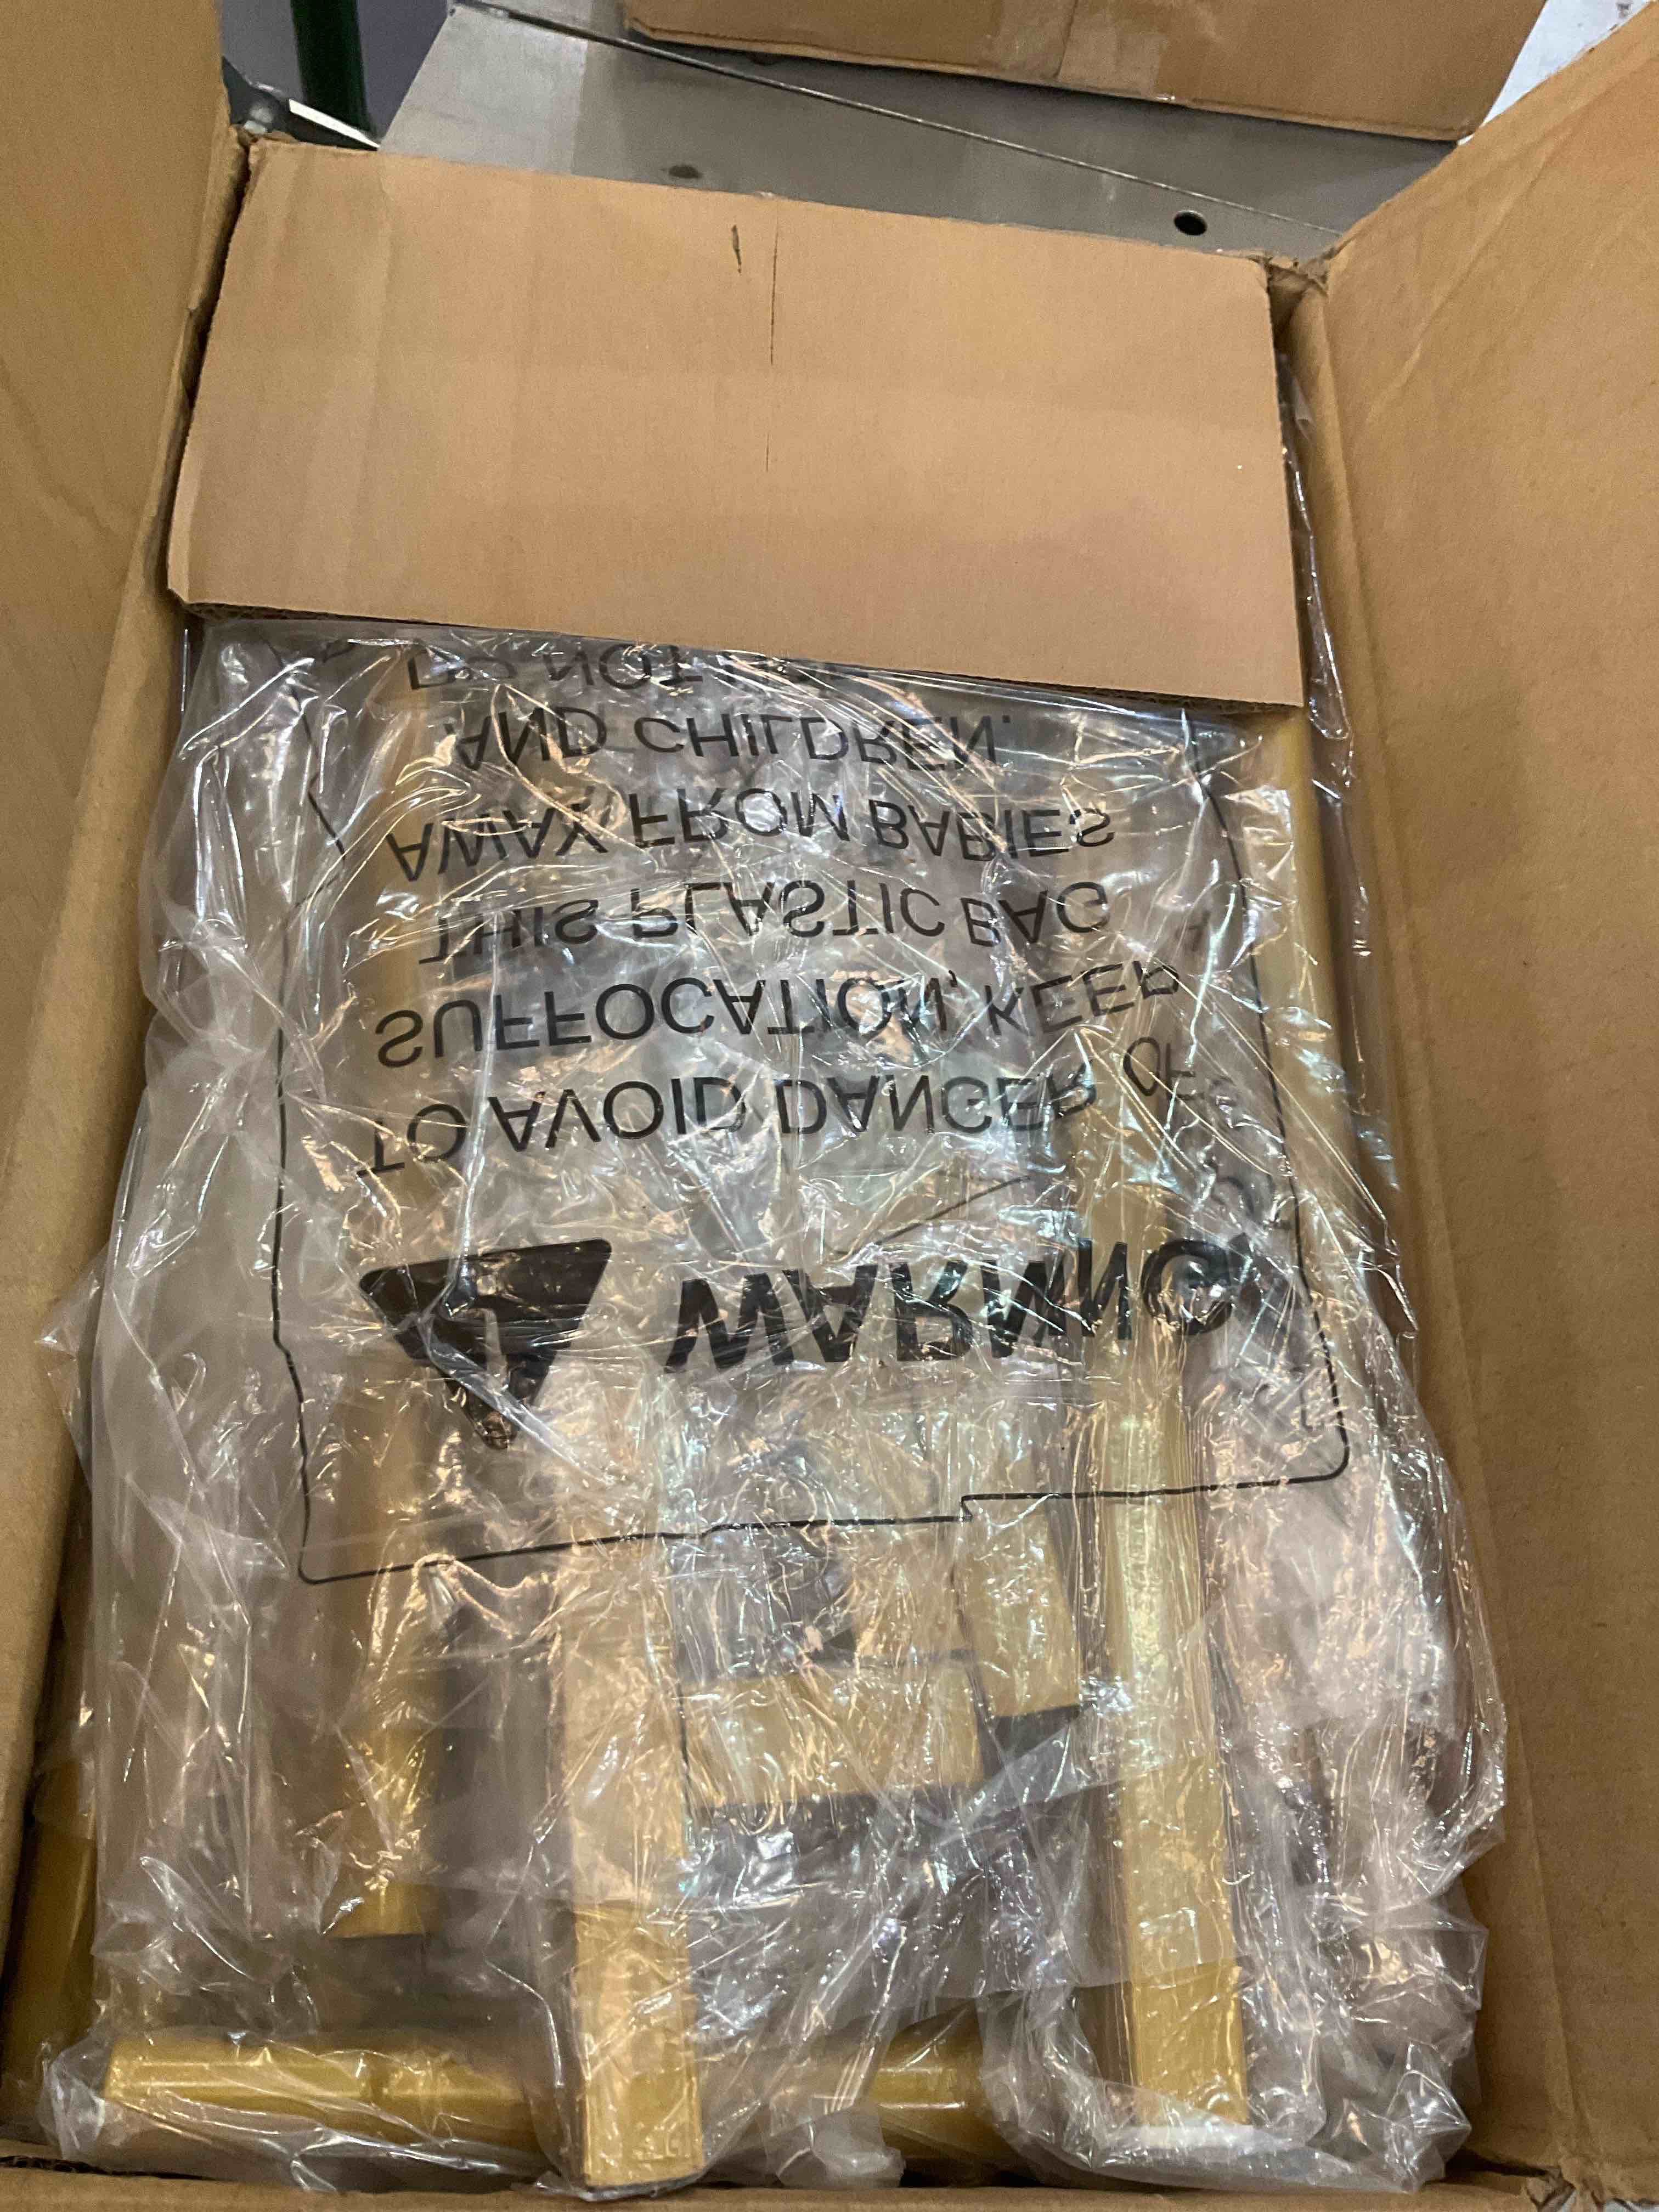 WARNING
TO AVOID DANGER OF
SUFFOCATION, KEEP
THIS PLASTIC BAG
AWAY FROM BABIES
AND CHILDREN.
DO NOT